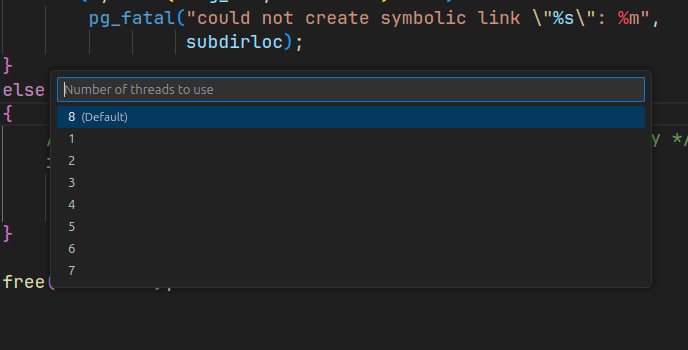 pg_fatal("could not create symbolic link \"%s\": %m",
subdirloc);
}
Number of threads to use
else
8 (Default)
{
1
y */
2
3
4
5
}
6
7
free(
);